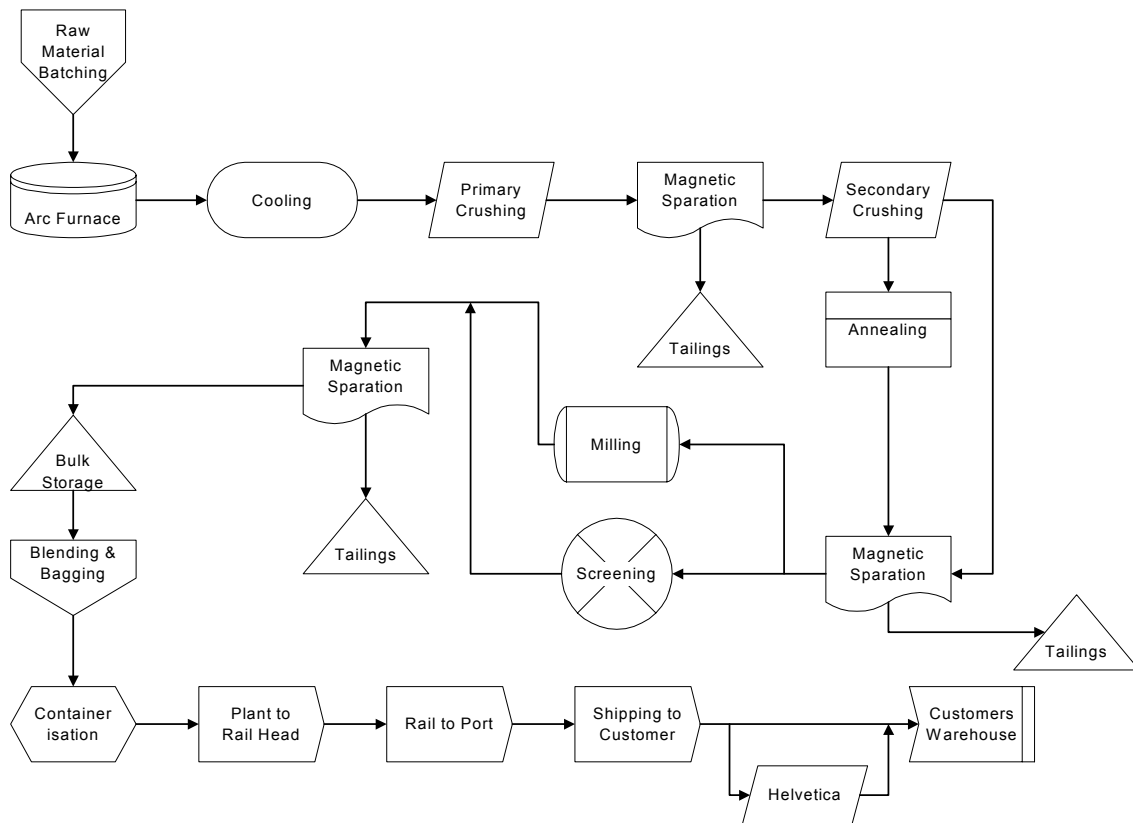 Raw
Material
Batching
Arc Furnace
Cooling
Primary
Crushing
Magnetic
Sparation
Secondary
Crushing
Tailings
Annealing
Magnetic
Sparation
Bulk
Storage
Milling
Tailings
Blending &
Bagging
Screening
Magnetic
Sparation
Tailings
Container
isation
Plant to
Rail Head
Rail to Port
Shipping to
Customer
Customers
Warehouse
Helvetica